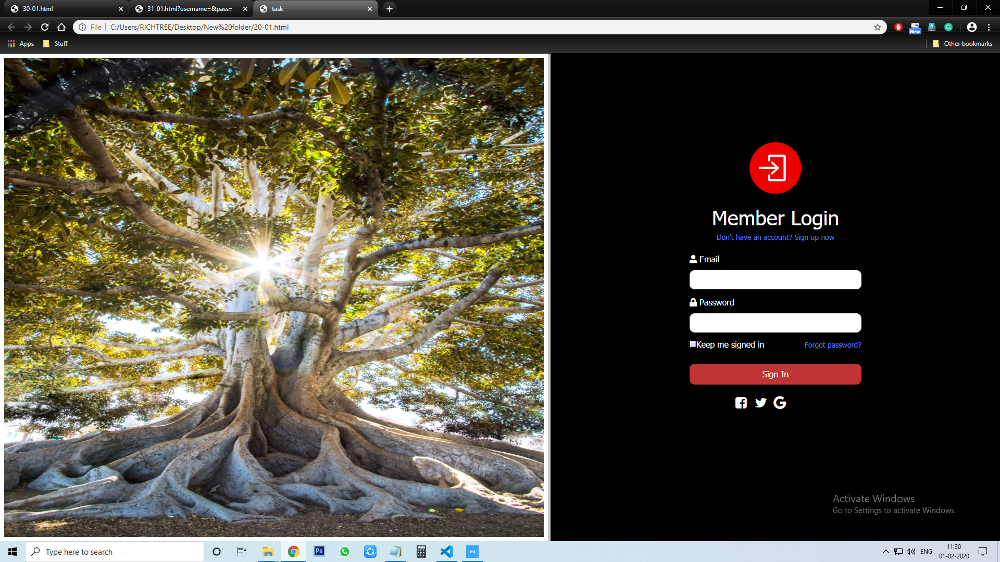 30-01.html
31-01.html?username=&pass=
task
File
C:/Users/RICHTREE/Desktop/New%20folder/20-01.html
New
Apps
Stuff
Other bookmarks
Member Login
Don't have an account? Sign up now
Email
Password
Keep me signed in
Forgot password?
Sign In
Activate Windows
Go to Settings to activate Windows.
Type here to search
Ps
ENG
11:30
01-02-2020